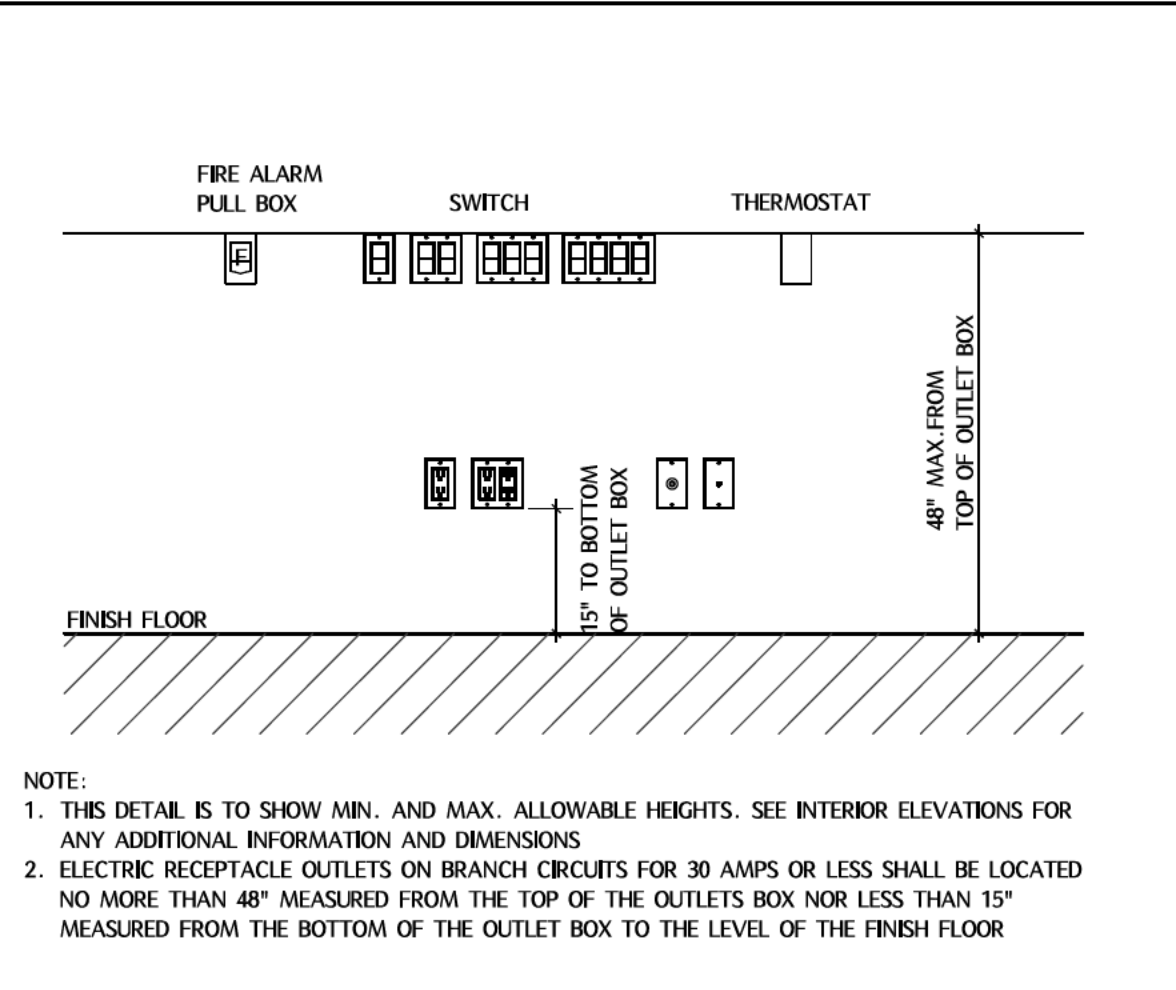 FIRE ALARM
PULL BOX
SWITCH
THERMOSTAT
F
48" MAX.FROM
TOP OF OUTLET BOX
15" TO BOTTOM
OF OUTLET BOX
FINISH FLOOR
NOTE:
1. THIS DETAIL IS TO SHOW MIN. AND MAX. ALLOWABLE HEIGHTS. SEE INTERIOR ELEVATIONS FOR
ANY ADDITIONAL INFORMATION AND DIMENSIONS
2. ELECTRIC RECEPTACLE OUTLETS ON BRANCH CIRCUITS FOR 30 AMPS OR LESS SHALL BE LOCATED
NO MORE THAN 48" MEASURED FROM THE TOP OF THE OUTLETS BOX NOR LESS THAN 15"
MEASURED FROM THE BOTTOM OF THE OUTLET BOX TO THE LEVEL OF THE FINISH FLOOR